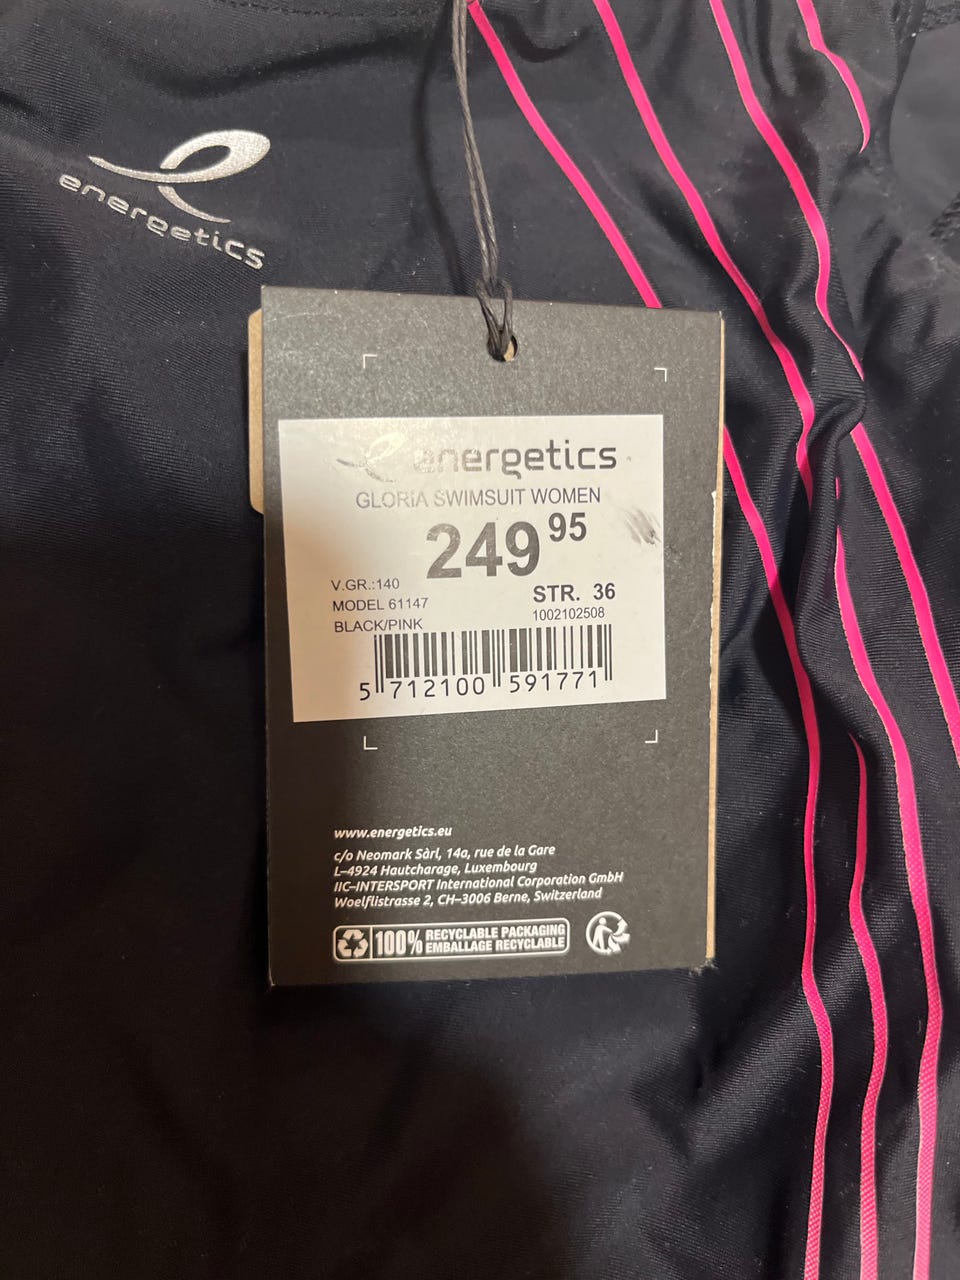 energetics
energetics
GLORIA SWIMSUIT WOMEN
249 95
V.GR.:140
MODEL 61147
STR. 36
BLACK/PINK
1002102508
5 712100 591771
www.energetics.eu
c/o Neomark Sàrl, 14a, rue de la Gare
L-4924 Hautcharage, Luxembourg
IIC-INTERSPORT International Corporation GmbH
Woelflistrasse 2, CH-3006 Berne, Switzerland
100% RECYCLABLE PACKAGING
EMBALLAGE RECYCLABLE